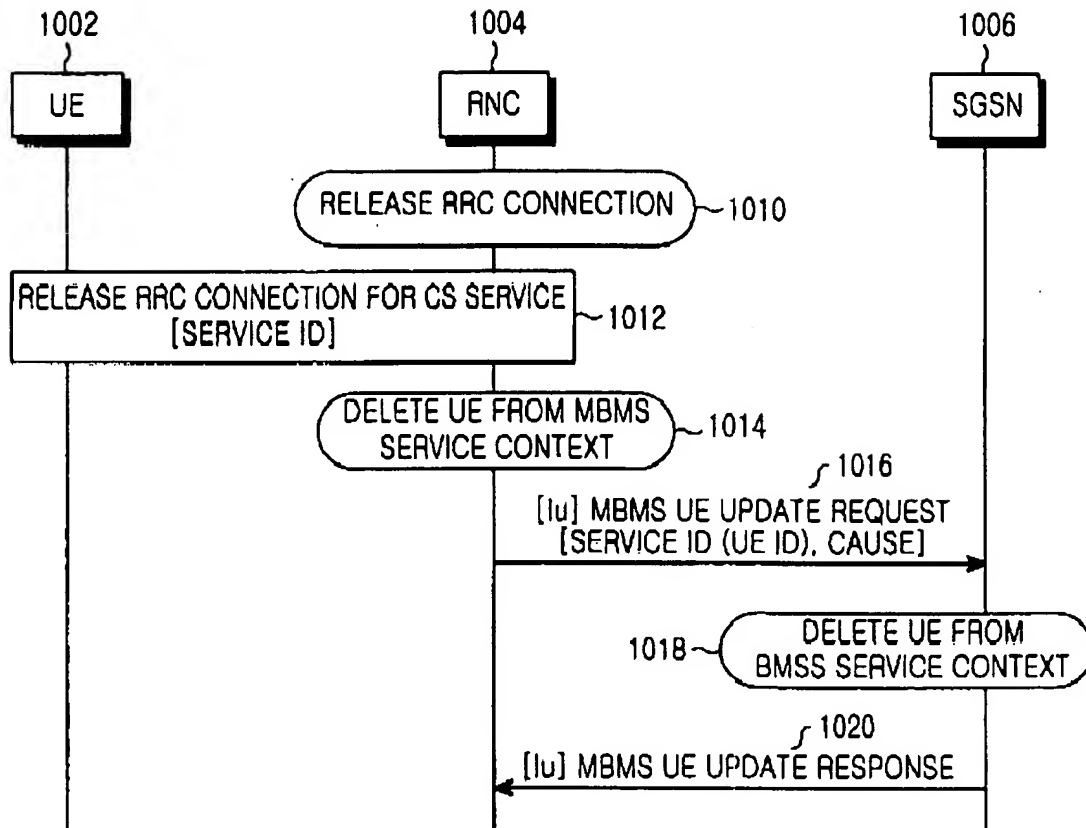 1002
1004
1006
UE
RNC
SGSN
RELEASE RRC CONNECTION
1010
RELEASE RRC CONNECTION FOR CS SERVICE
[SERVICE ID]
1012
DELETE UE FROM MBMS
SERVICE CONTEXT
1014
1016
[Iu] MBMS UE UPDATE REQUEST
[SERVICE ID (UE ID), CAUSE]
DELETE UE FROM
BMSS SERVICE CONTEXT
1018
1020
[Iu] MBMS UE UPDATE RESPONSE